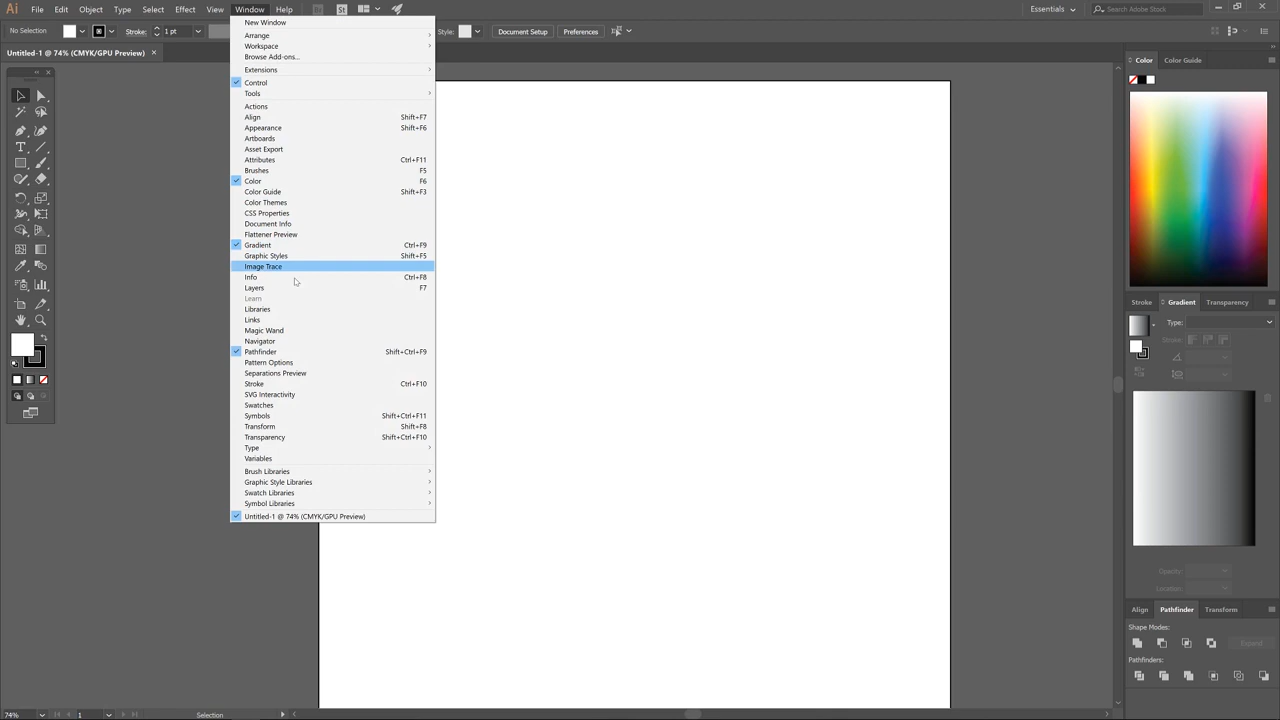 Ai File Edit Object Type Select Effect View Window Help Br St Essentials Search Adobe Stock
No Selection Stroke: 1 pt Style: Document Setup Preferences
Untitled-1 @ 74% (CMYK/GPU Preview) ×
New Window
Arrange
Workspace
Browse Add-ons...
Extensions
Control
Tools
Actions
Align Shift+F7
Appearance Shift+F6
Artboards
Asset Export
Attributes Ctrl+F11
Brushes F5
Color F6
Color Guide Shift+F3
Color Themes
CSS Properties
Document Info
Flattener Preview
Gradient Ctrl+F9
Graphic Styles Shift+F5
Image Trace
Info Ctrl+F8
Layers F7
Learn
Libraries
Links
Magic Wand
Navigator
Pathfinder Shift+Ctrl+F9
Pattern Options
Separations Preview
Stroke Ctrl+F10
SVG Interactivity
Swatches
Symbols Shift+Ctrl+F11
Transform Shift+F8
Transparency Shift+Ctrl+F10
Type
Variables
Brush Libraries
Graphic Style Libraries
Swatch Libraries
Symbol Libraries
Untitled-1 @ 74% (CMYK/GPU Preview)
Color Color Guide
Stroke Gradient Transparency
Type:
Stroke:
Opacity:
Location:
Align Pathfinder Transform
Shape Modes:
Expand
Pathfinders:
74% 1 Selection